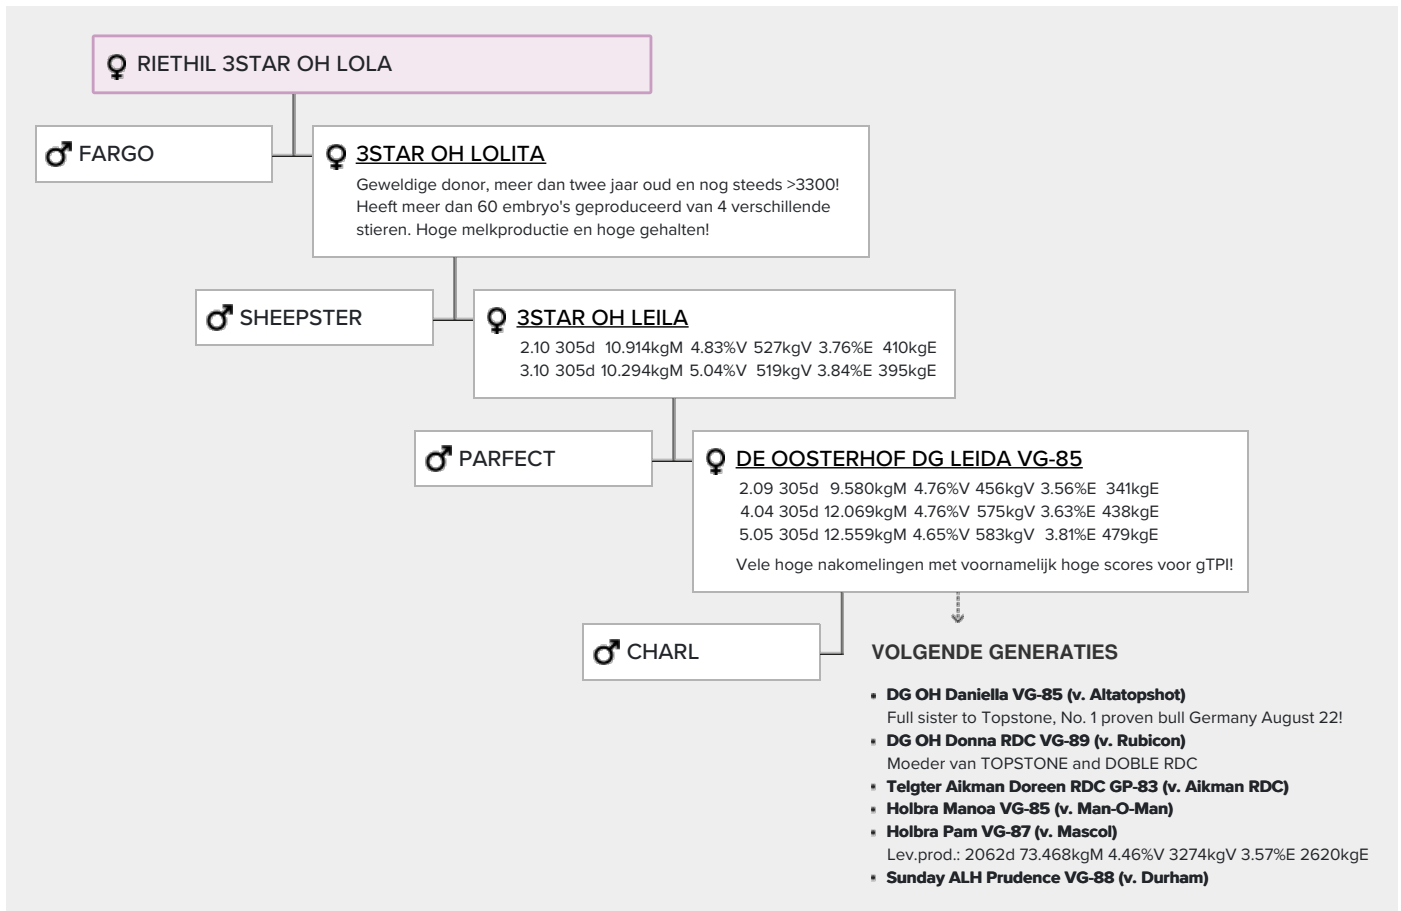 RIETHIL 3STAR OH LOLA
FARGO
3STAR OH LOLITA
Geweldige donor, meer dan twee jaar oud en nog steeds >3300!
Heeft meer dan 60 embryo's geproduceerd van 4 verschillende
stieren. Hoge melkproductie en hoge gehalten!
SHEEPSTER
3STAR OH LEILA
2.10 305d 10.914kgM 4.83%V 527kgV 3.76%E 410kgE
3.10 305d 10.294kgM 5.04%V 519kgV 3.84%E 395kgE
PARFECT
DE OOSTERHOF DG LEIDA VG-85
2.09 305d 9.580kgM 4.76%V 456kgV 3.56%E 341kgE
4.04 305d 12.069kgM 4.76%V 575kgV 3.63%E 438kgE
5.05 305d 12.559kgM 4.65%V 583kgV 3.81%E 479kgE
Vele hoge nakomelingen met voornamelijk hoge scores voor gTPI!
CHARL
VOLGENDE GENERATIES
▪ DG OH Daniella VG-85 (v. Altatopshot)
Full sister to Topstone, No. 1 proven bull Germany August 22!
▪ DG OH Donna RDC VG-89 (v. Rubicon)
Moeder van TOPSTONE and DOBLE RDC
▪ Telgter Aikman Doreen RDC GP-83 (v. Aikman RDC)
▪ Holbra Manoa VG-85 (v. Man-O-Man)
▪ Holbra Pam VG-87 (v. Mascol)
Lev.prod.: 2062d 73.468kgM 4.46%V 3274kgV 3.57%E 2620kgE
▪ Sunday ALH Prudence VG-88 (v. Durham)